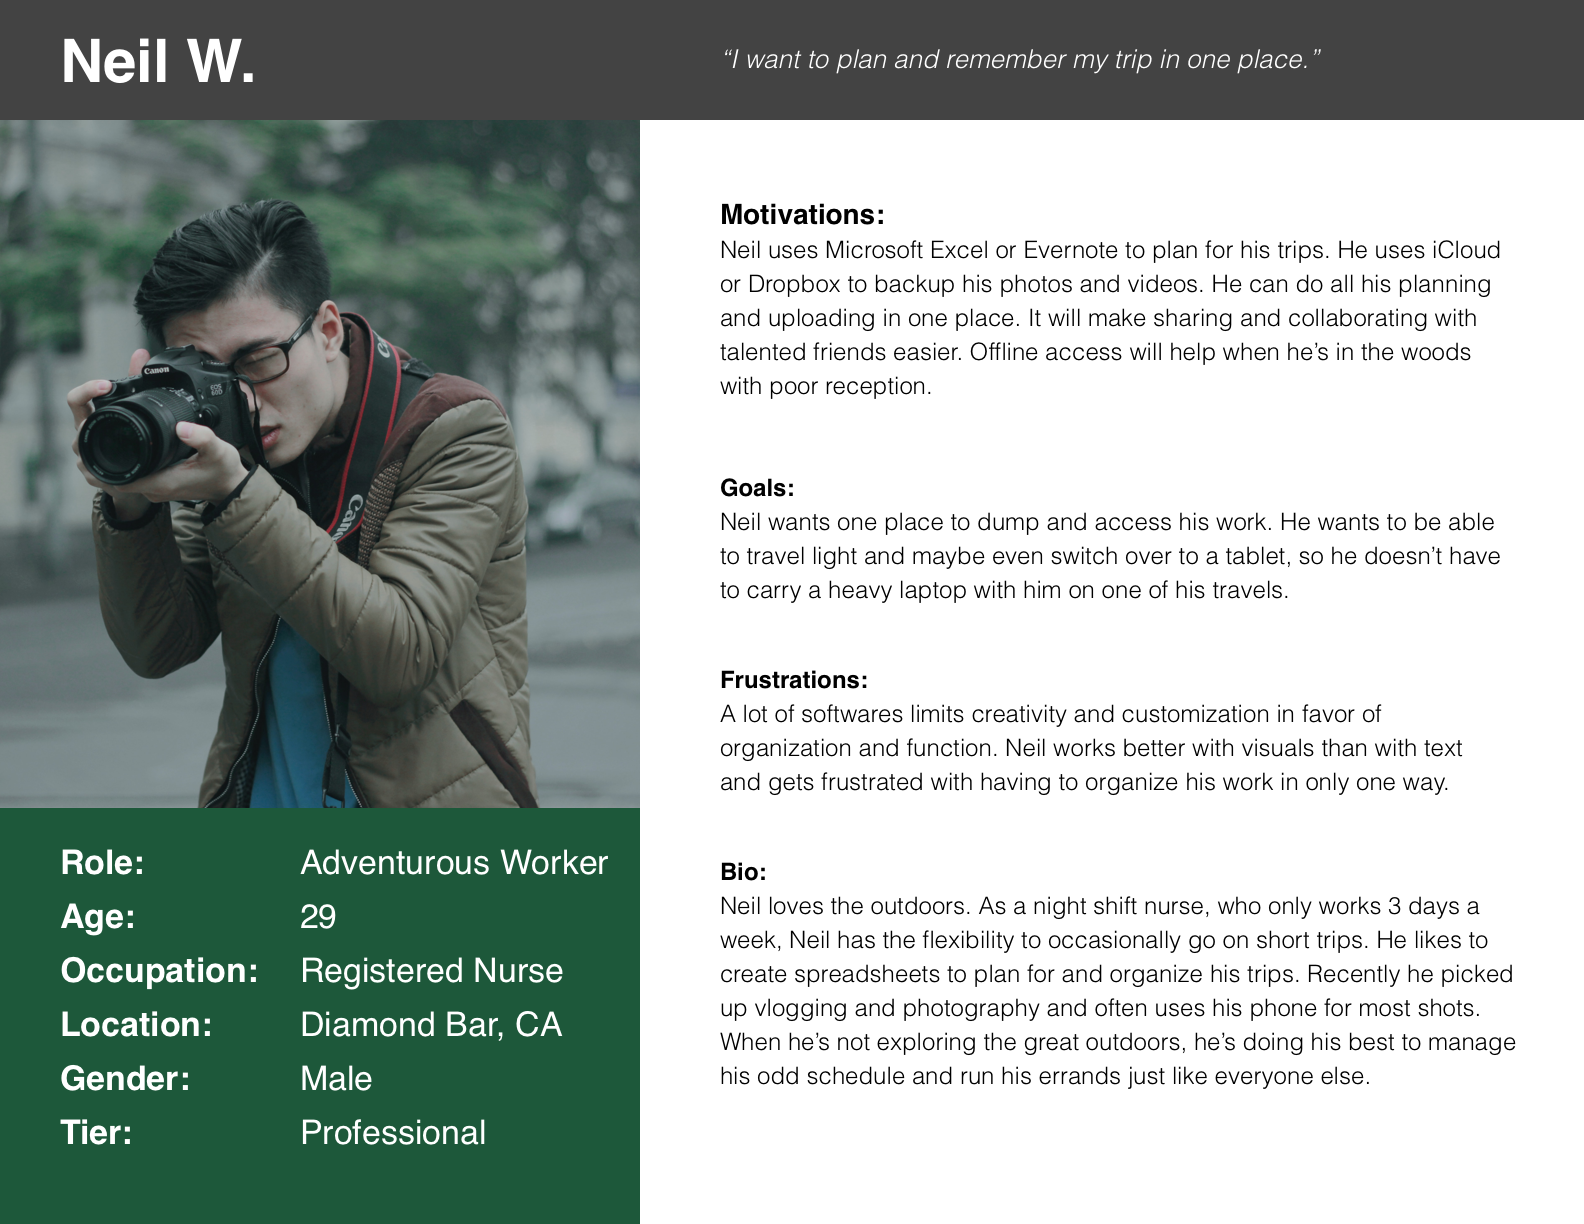 Neil W.
“I want to plan and remember my trip in one place.”
Canon
EOS
60D
Canon
Role: Adventurous Worker
Age: 29
Occupation: Registered Nurse
Location: Diamond Bar, CA
Gender: Male
Tier: Professional
Motivations:
Neil uses Microsoft Excel or Evernote to plan for his trips. He uses iCloud
or Dropbox to backup his photos and videos. He can do all his planning
and uploading in one place. It will make sharing and collaborating with
talented friends easier. Offline access will help when he’s in the woods
with poor reception.
Goals:
Neil wants one place to dump and access his work. He wants to be able
to travel light and maybe even switch over to a tablet, so he doesn’t have
to carry a heavy laptop with him on one of his travels.
Frustrations:
A lot of softwares limits creativity and customization in favor of
organization and function. Neil works better with visuals than with text
and gets frustrated with having to organize his work in only one way.
Bio:
Neil loves the outdoors. As a night shift nurse, who only works 3 days a
week, Neil has the flexibility to occasionally go on short trips. He likes to
create spreadsheets to plan for and organize his trips. Recently he picked
up vlogging and photography and often uses his phone for most shots.
When he’s not exploring the great outdoors, he’s doing his best to manage
his odd schedule and run his errands just like everyone else.